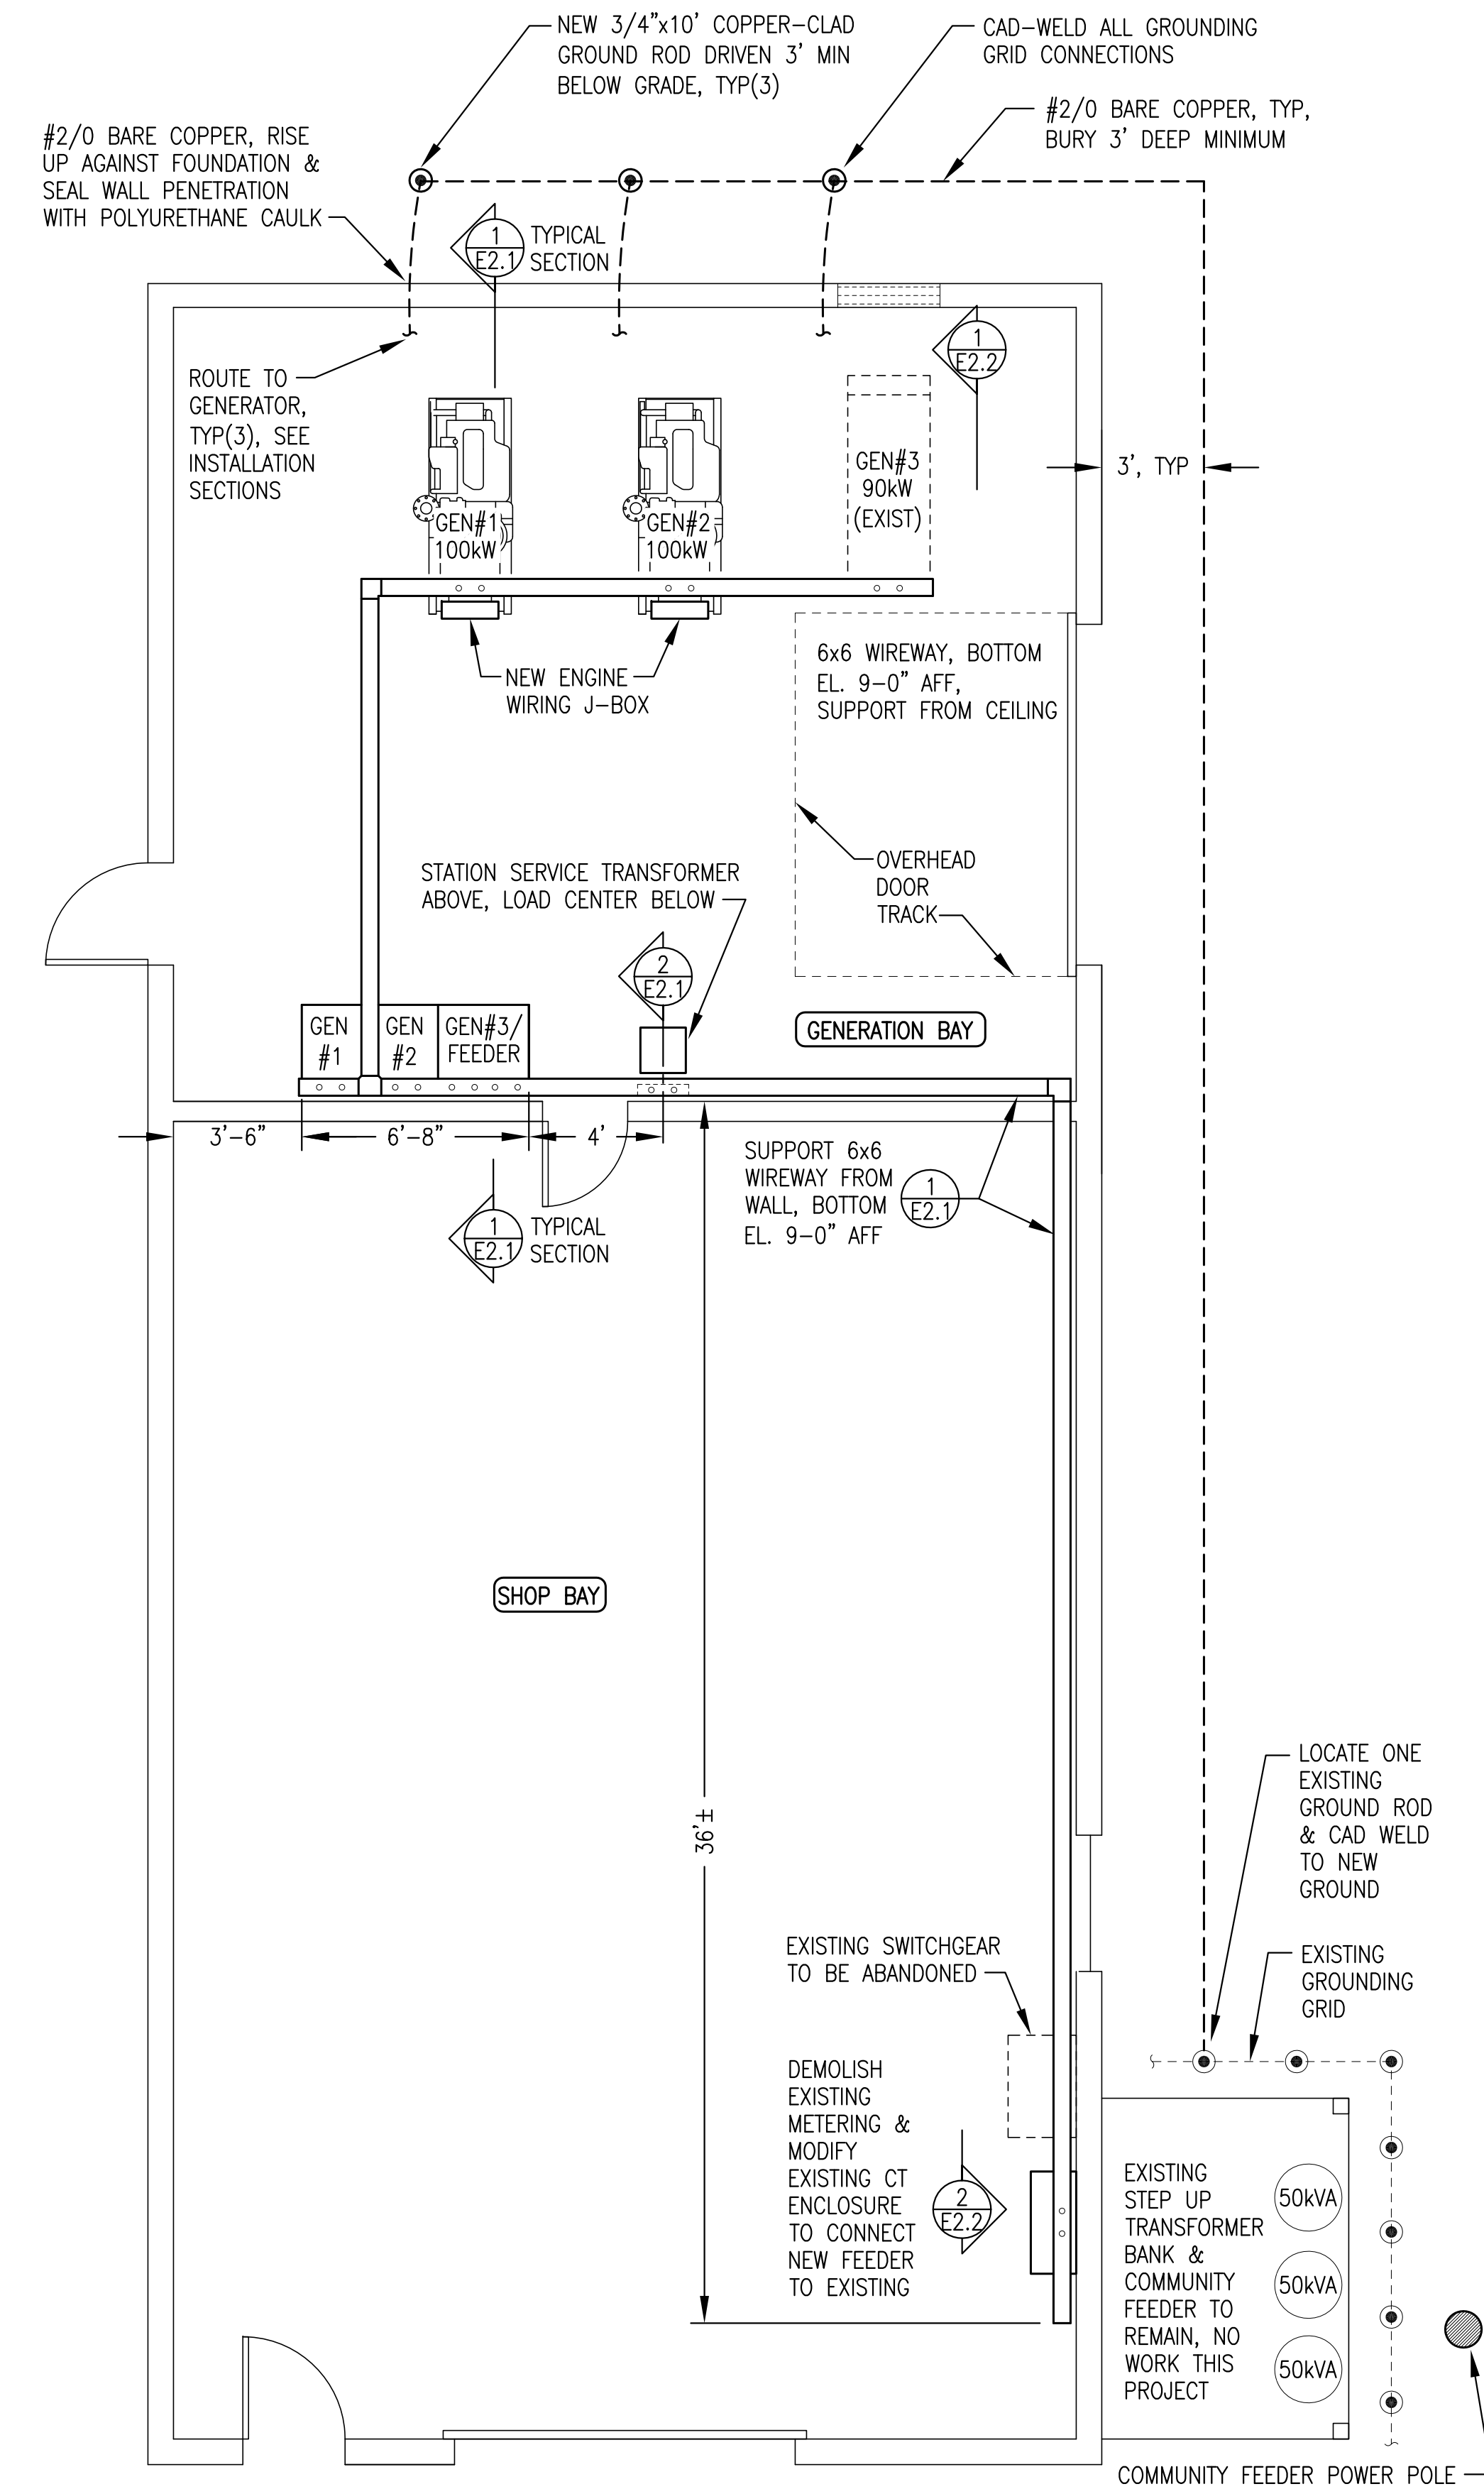 NEW 3/4"x10' COPPER-CLAD
GROUND ROD DRIVEN 3' MIN
BELOW GRADE, TYP(3)
CAD-WELD ALL GROUNDING
GRID CONNECTIONS
#2/0 BARE COPPER, TYP,
BURY 3' DEEP MINIMUM
#2/0 BARE COPPER, RISE
UP AGAINST FOUNDATION &
SEAL WALL PENETRATION
WITH POLYURETHANE CAULK
1
E2.1
TYPICAL
SECTION
1
E2.2
ROUTE TO
GENERATOR,
TYP(3), SEE
INSTALLATION
SECTIONS
GEN#1
100kW
GEN#2
100kW
GEN#3
90kW
(EXIST)
3', TYP
NEW ENGINE
WIRING J-BOX
6x6 WIREWAY, BOTTOM
EL. 9-0" AFF,
SUPPORT FROM CEILING
OVERHEAD
DOOR
TRACK
STATION SERVICE TRANSFORMER
ABOVE, LOAD CENTER BELOW
2
E2.1
GEN
#1
GEN
#2
GEN#3/
FEEDER
GENERATION BAY
3'-6"
6'-8"
4'
SUPPORT 6x6
WIREWAY FROM
WALL, BOTTOM
EL. 9-0" AFF
1
E2.1
1
E2.1
TYPICAL
SECTION
SHOP BAY
36'±
LOCATE ONE
EXISTING
GROUND ROD
& CAD WELD
TO NEW
GROUND
EXISTING SWITCHGEAR
TO BE ABANDONED
EXISTING
GROUNDING
GRID
DEMOLISH
EXISTING
METERING &
MODIFY
EXISTING CT
ENCLOSURE
TO CONNECT
NEW FEEDER
TO EXISTING
2
E2.2
EXISTING
STEP UP
TRANSFORMER
BANK &
COMMUNITY
FEEDER TO
REMAIN, NO
WORK THIS
PROJECT
50kVA
50kVA
50kVA
COMMUNITY FEEDER POWER POLE